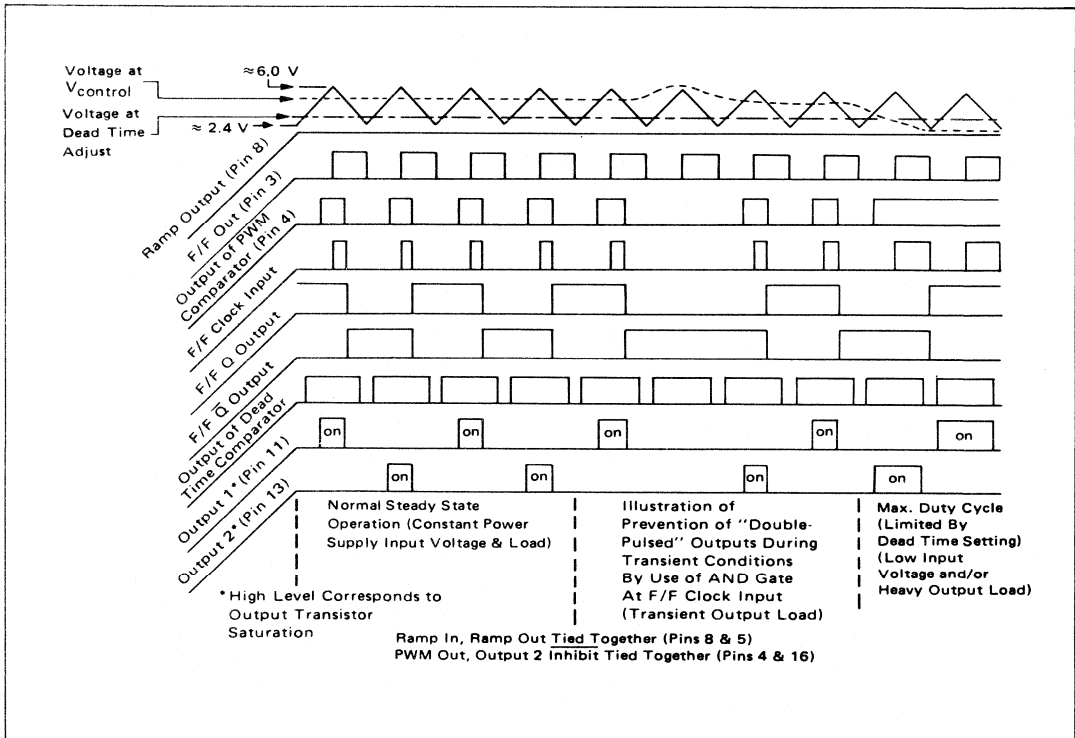 ≈6.0 V
Voltage at
Vcontrol
Voltage at
Dead Time
Adjust
≈ 2.4 V
Ramp Output (Pin 8)
F/F Out (Pin 3)
Output of PWM
Comparator (Pin 4)
F/F Clock Input
F/F Q Output
F/F Q̅ Output
Output of Dead
Time Comparator
Output 1* (Pin 11)
Output 2* (Pin 13)
on on on on on
on on on on
Normal Steady State
Operation (Constant Power
Supply Input Voltage & Load)
Illustration of
Prevention of "Double-
Pulsed" Outputs During
Transient Conditions
By Use of AND Gate
At F/F Clock Input
(Transient Output Load)
Max. Duty Cycle
(Limited By
Dead Time Setting)
(Low Input
Voltage and/or
Heavy Output Load)
*High Level Corresponds to
Output Transistor
Saturation
Ramp In, Ramp Out Tied Together (Pins 8 & 5)
PWM Out, Output 2 Inhibit Tied Together (Pins 4 & 16)